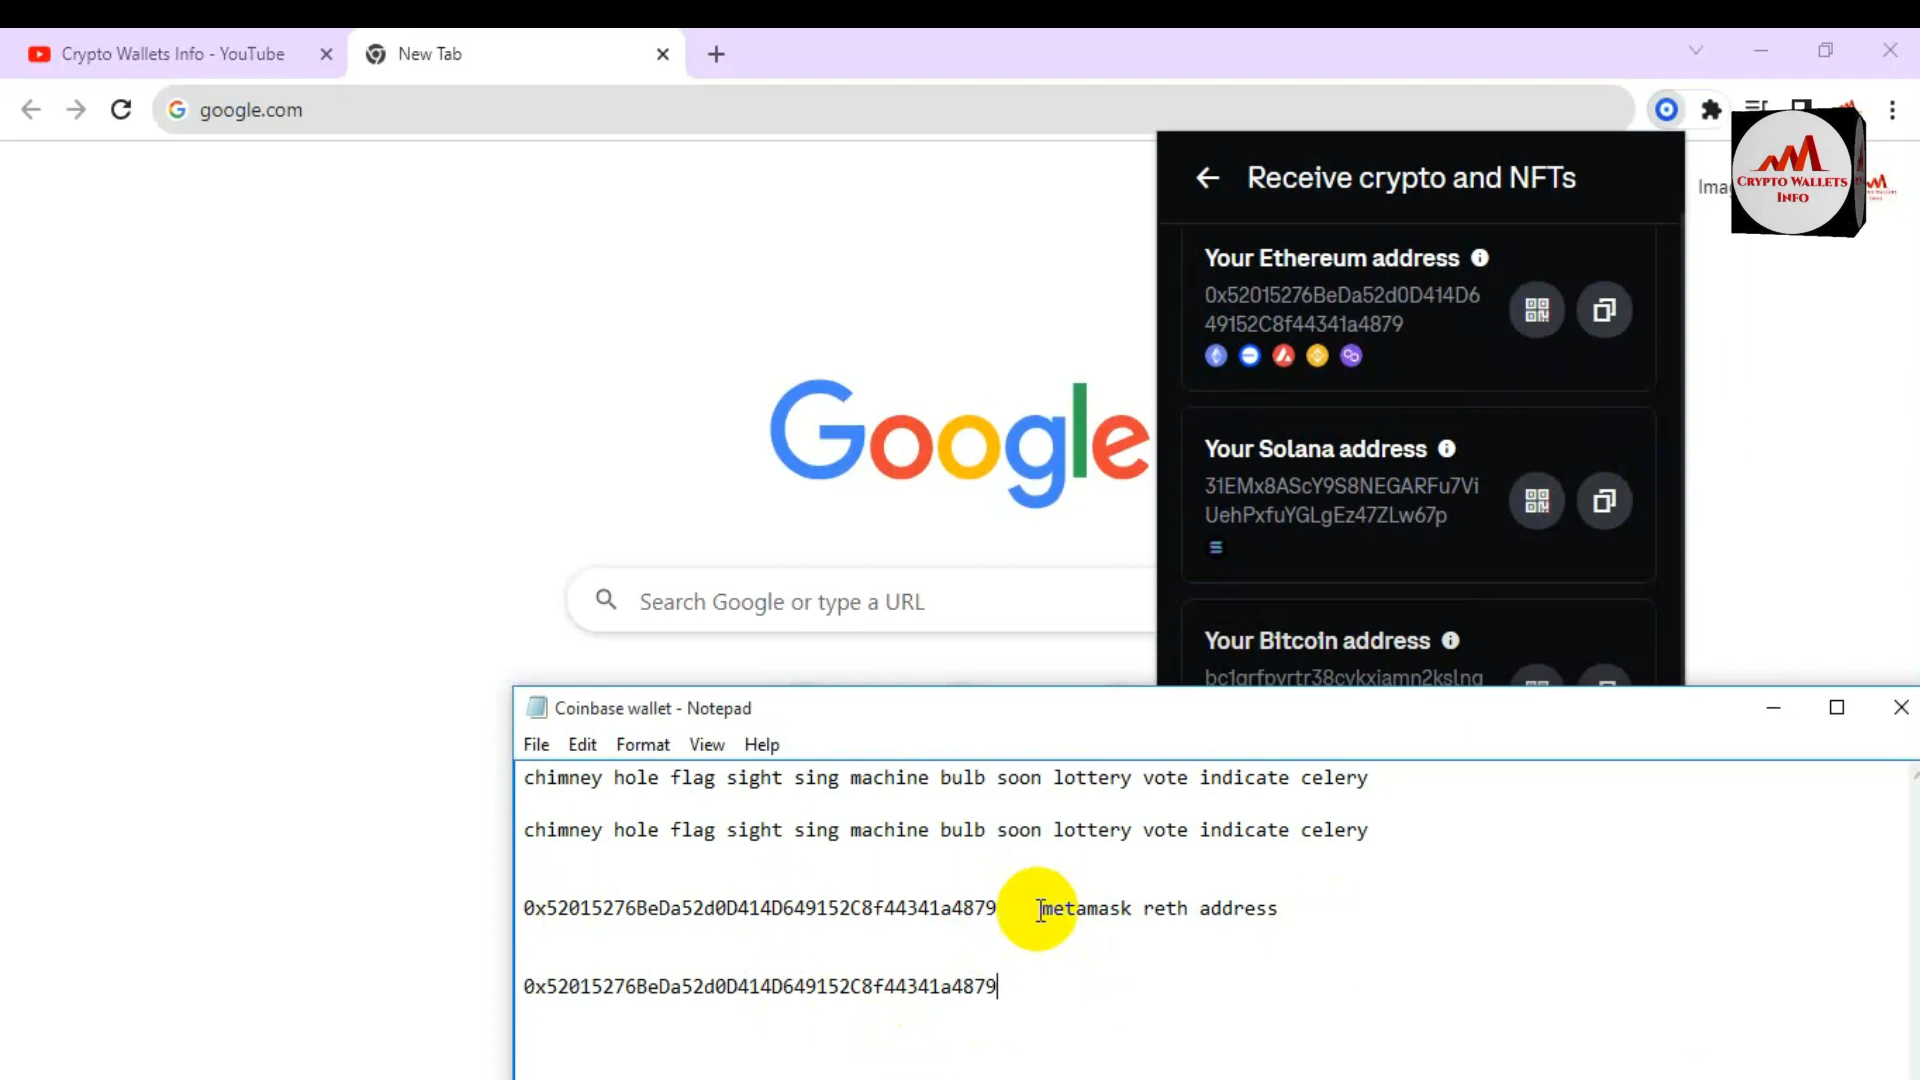 Crypto Wallets Info - YouTube
New Tab
google.com
Receive crypto and NFTs
CRYPTO WALLETS
INFO
Your Ethereum address
0x52015276BeDa52d0D414D6
49152C8f44341a4879
Google
Your Solana address
31EMx8AScY9S8NEGARFu7Vi
UehPxfuYGLgEz47ZLw67p
Search Google or type a URL
Your Bitcoin address
Coinbase wallet - Notepad
File Edit Format View Help
chimney hole flag sight sing machine bulb soon lottery vote indicate celery
chimney hole flag sight sing machine bulb soon lottery vote indicate celery
0x52015276BeDa52d0D414D649152C8f44341a4879 metamask reth address
0x52015276BeDa52d0D414D649152C8f44341a4879